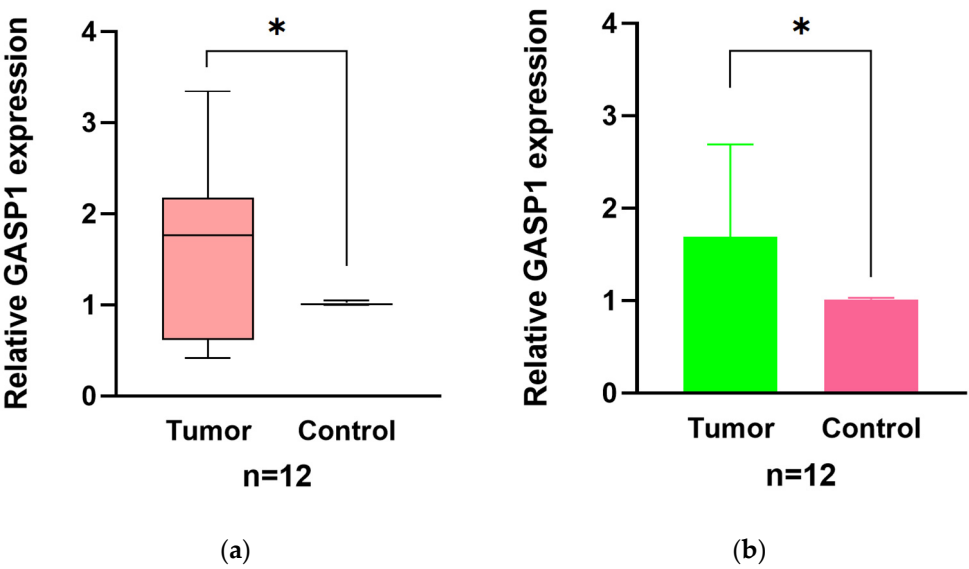 Relative GASP1 expression
4
3
2
1
0
*
Tumor Control
n=12
(a)
Relative GASP1 expression
4
3
2
1
0
*
Tumor Control
n=12
(b)